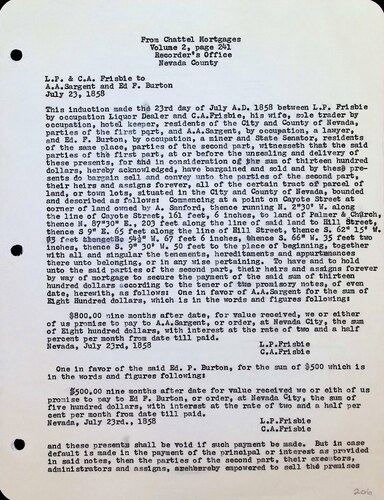 From Chattel Mortgages
Volume 2, page 241
Recorder's Office
Nevada County
L.P. & C.A. Frisbie to
A.A.Sargent and Ed F. Burton
July 23, 1858
This induction made the 23rd day of July A.D. 1858 between L.P. Frisbie
by occupation Liquor Dealer and C.A.Frisbie, his wife, sole trader by
occupation, hotel keeper, residents of the City and County of Nevada,
parties of the first part, and A.A.Sargent, by occupation, a lawyer,
and Ed. F. Burton, by occupation, a miner and State Senator, residents
of the same place, parties of the second part, witnesseth that the said
parties of the first part, at or before the unsealing and delivery of
these presents, for and in consideration of the sum of thirteen hundred
dollars, hereby acknowledged, have bargained and sold and by these pre-
sents do bargain sell and convey unto the parties of the second part,
their heirs and assigns forever, all of the certain tract of parcel of
land, or town lots, situated in the City and County of Nevada, bounded
and described as follows: Commencing at a point on Cayote Street at
corner of land owned by A. Sanford, thence running N. 2°30' W. along
the line of Cayote Street, 161 feet, 6 inches, to land of Palser & Church,
thence N. 87°30' E., 203 feet along the line of said land to Hill Street,
thence S 9° E. 65 feet along the line of Hill Street, thence S. 62° 15' W.
35 feet thence S. 54½° W. 67 feet 6 inches, thence S. 66° W. 35 feet two
inches, thence S. 9° 30' W. 50 feet to the place of beginning, together
with all and singular the tenments, hereditaments and appurtenances
there unto belonging, or in any wise pertaining. To have and to hold
unto the said parties of the second part, their heirs and assigns forever
by way of mortgage to secure the payment of the said sum of thirteen
hundred dollars according to the tenor of two promisory notes, of even
date, herewith, as follows: One in favor of A.A.Sargent for the sum of
Eight Hundred Dollars, which is in the words and figures following:
$800.00 nine months after date, for value received, we or either
of us promise to pay to A.A.Sargent, or order, at Nevada City, the sum
of Eight hundred dollars, with interest at the rate of two and a half
percent per month from date till paid.
Nevada, July 23rd, 1858 L.P.Frisbie
C.A.Frisbie
One in favor of the said Ed. P. Burton, for the sum of $500 which is
in the words and figures following:
$500.00 nine months after date for value received we or eith of us
promise to pay to Ed F. Burton, or order, at Nevada City, the sum of
five hundred dollars, with interest at the rate of two and a half per
cent per month from date till paid.
Nevada, July 23rd., 1858 L.P.Frisbie
C.A.Frisbie
and these presents shall be void if such payment be made. But in case
default is made in the payment of the principal or interest as provided
in said notes, then the parties of the second part, their executors,
administrators and assigns, are hereby empowered to sell the premises
204